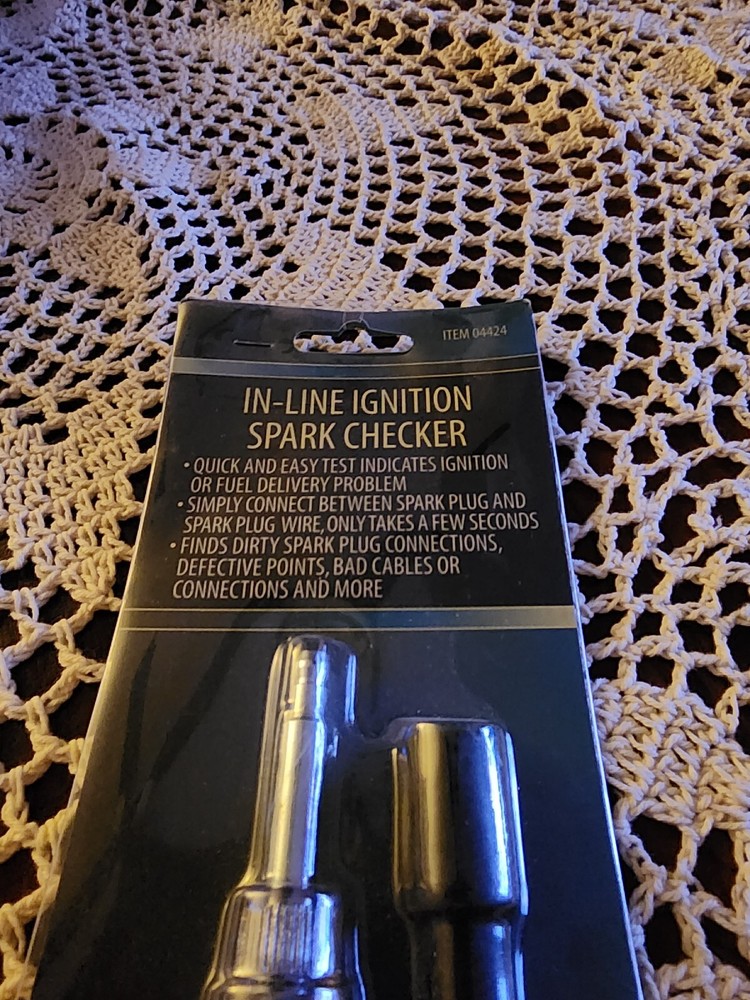 ITEM 04424
IN-LINE IGNITION
SPARK CHECKER
• QUICK AND EASY TEST INDICATES IGNITION
OR FUEL DELIVERY PROBLEM
• SIMPLY CONNECT BETWEEN SPARK PLUG AND
SPARK PLUG WIRE, ONLY TAKES A FEW SECONDS
• FINDS DIRTY SPARK PLUG CONNECTIONS,
DEFECTIVE POINTS, BAD CABLES OR
CONNECTIONS AND MORE